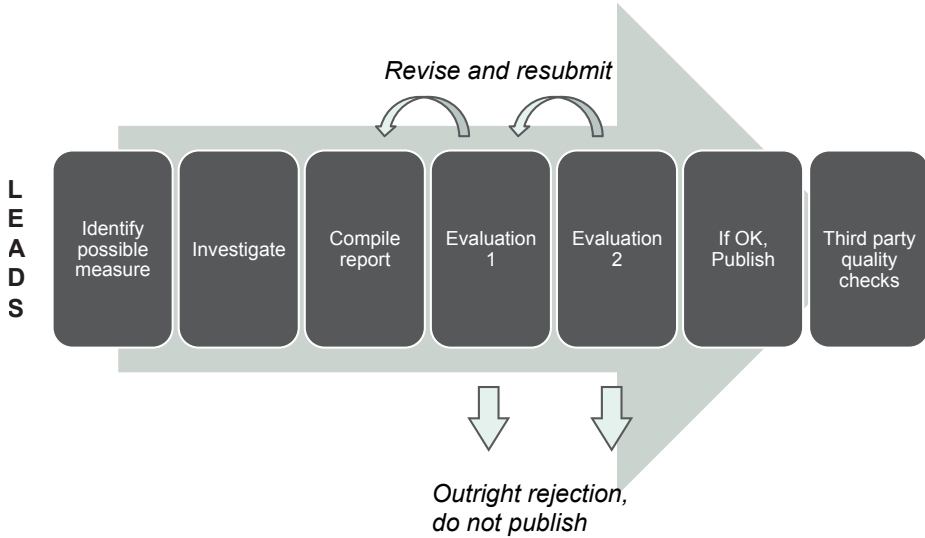 Revise and resubmit
L
E
A
D
S
Identify
possible
measure
Investigate
Compile
report
Evaluation
1
Evaluation
2
If OK,
Publish
Third party
quality
checks
Outright rejection,
do not publish